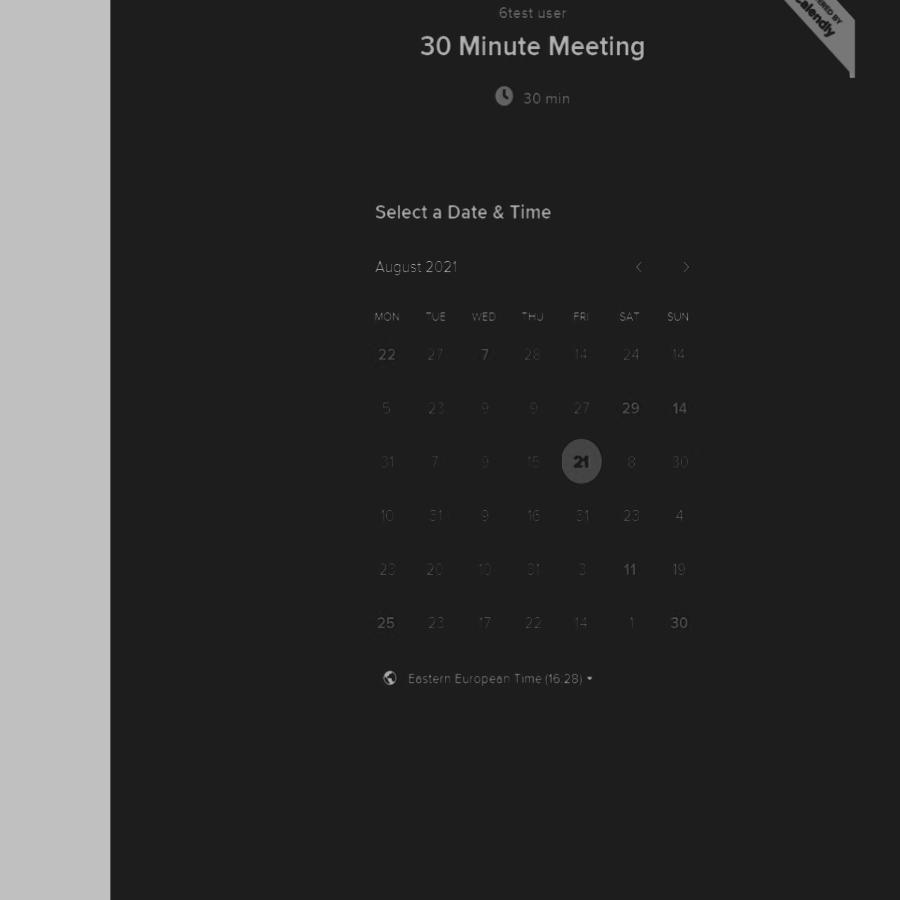 6test user
30 Minute Meeting
30 min
Calendly
Select a Date & Time
August 2021
MON TUE WED THU FRI SAT SUN
22 27 7 28 14 24 14
5 23 9 9 27 29 14
31 7 9 15 21 8 30
10 31 9 16 31 23 4
23 20 10 31 3 11 19
25 23 17 22 14 1 30
Eastern European Time (16:28)